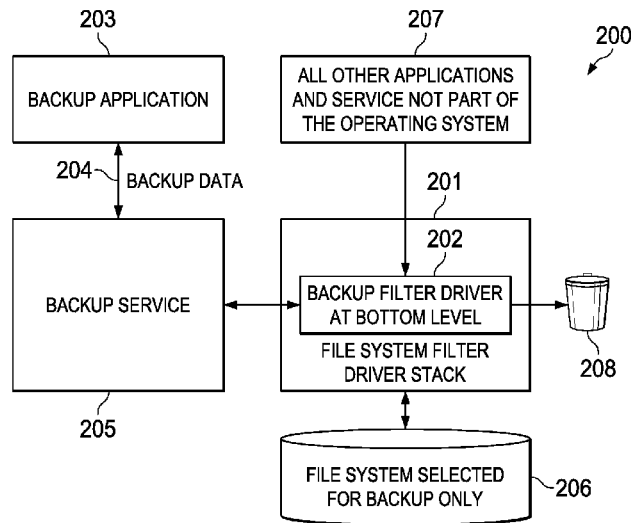 203
207
200
BACKUP APPLICATION
ALL OTHER APPLICATIONS
AND SERVICE NOT PART OF
THE OPERATING SYSTEM
204
BACKUP DATA
201
202
BACKUP SERVICE
BACKUP FILTER DRIVER
AT BOTTOM LEVEL
FILE SYSTEM FILTER
DRIVER STACK
208
205
FILE SYSTEM SELECTED
FOR BACKUP ONLY
206